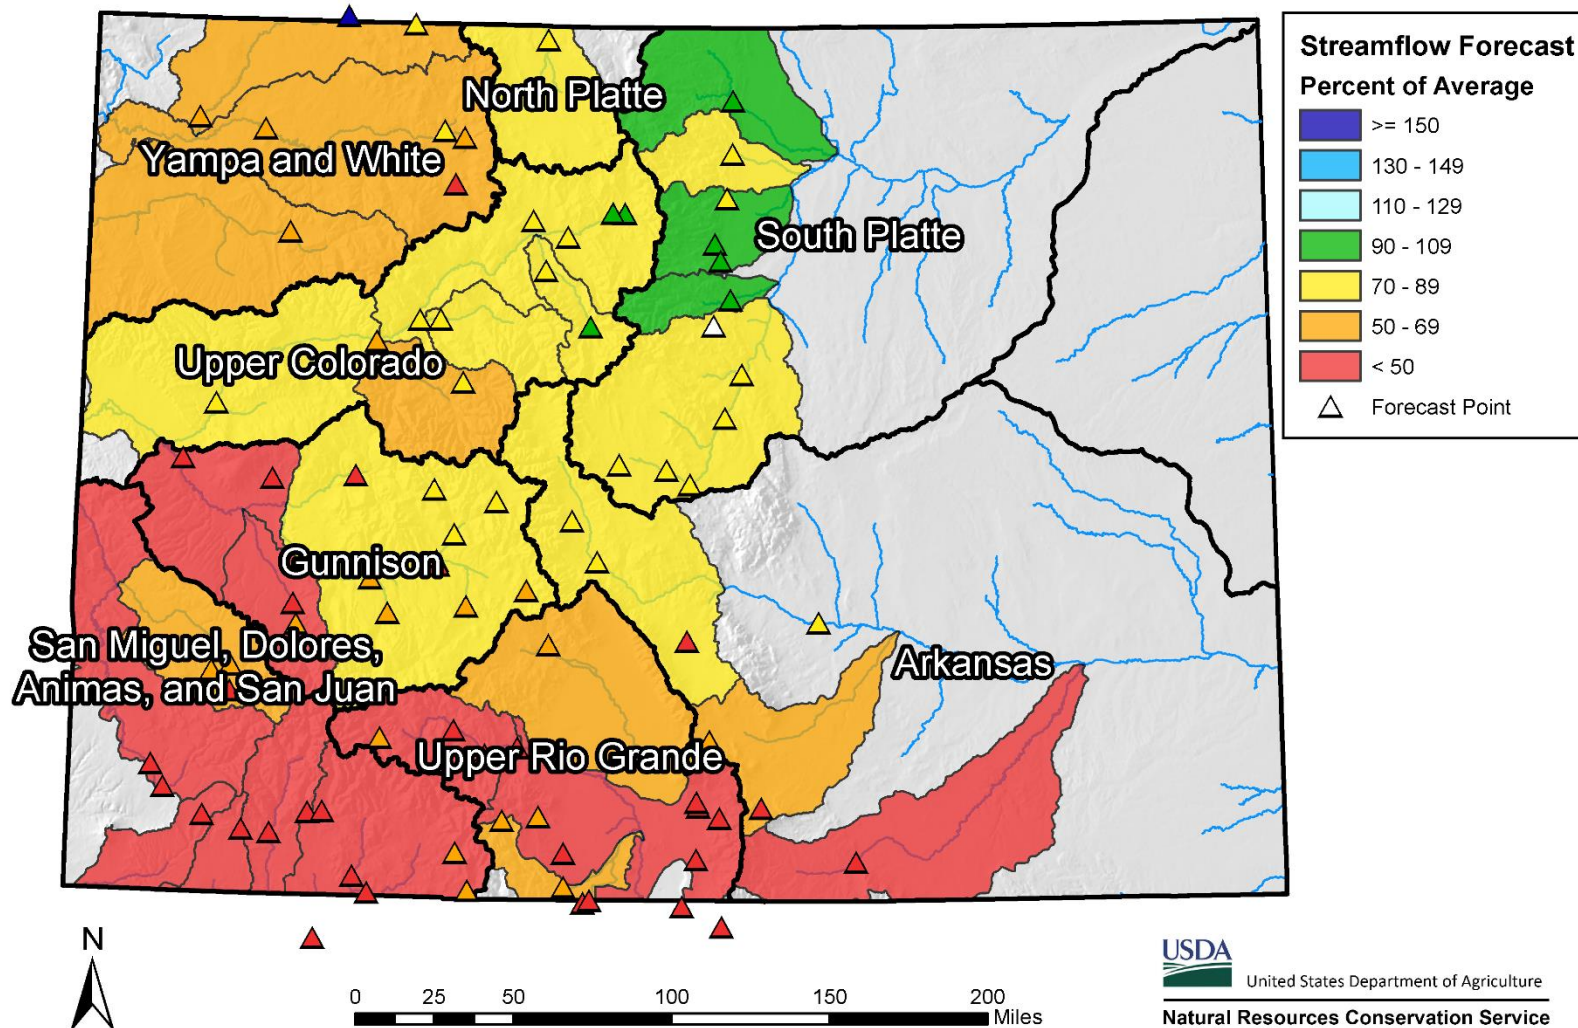 North Platte
Yampa and White
South Platte
Upper Colorado
Gunnison
San Miguel, Dolores,
Animas, and San Juan
Arkansas
Upper Rio Grande
Streamflow Forecast
Percent of Average
>= 150
130 - 149
110 - 129
90 - 109
70 - 89
50 - 69
< 50
Forecast Point
N
0 25 50 100 150 200
Miles
USDA
United States Department of Agriculture
Natural Resources Conservation Service